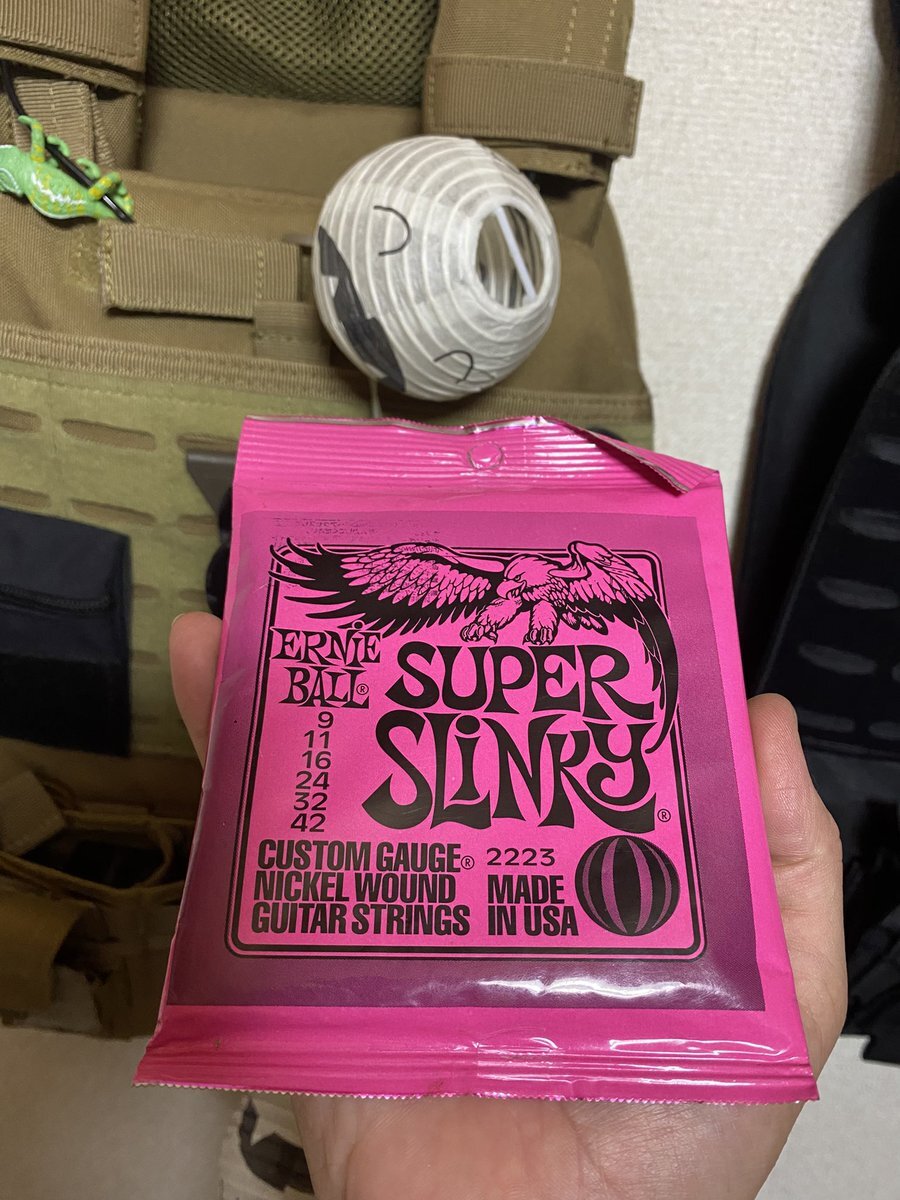 ERNIE
BALL®
SUPER
SLINKY®
9
11
16
24
32
42
CUSTOM GAUGE®
NICKEL WOUND
GUITAR STRINGS
2223
MADE
IN USA